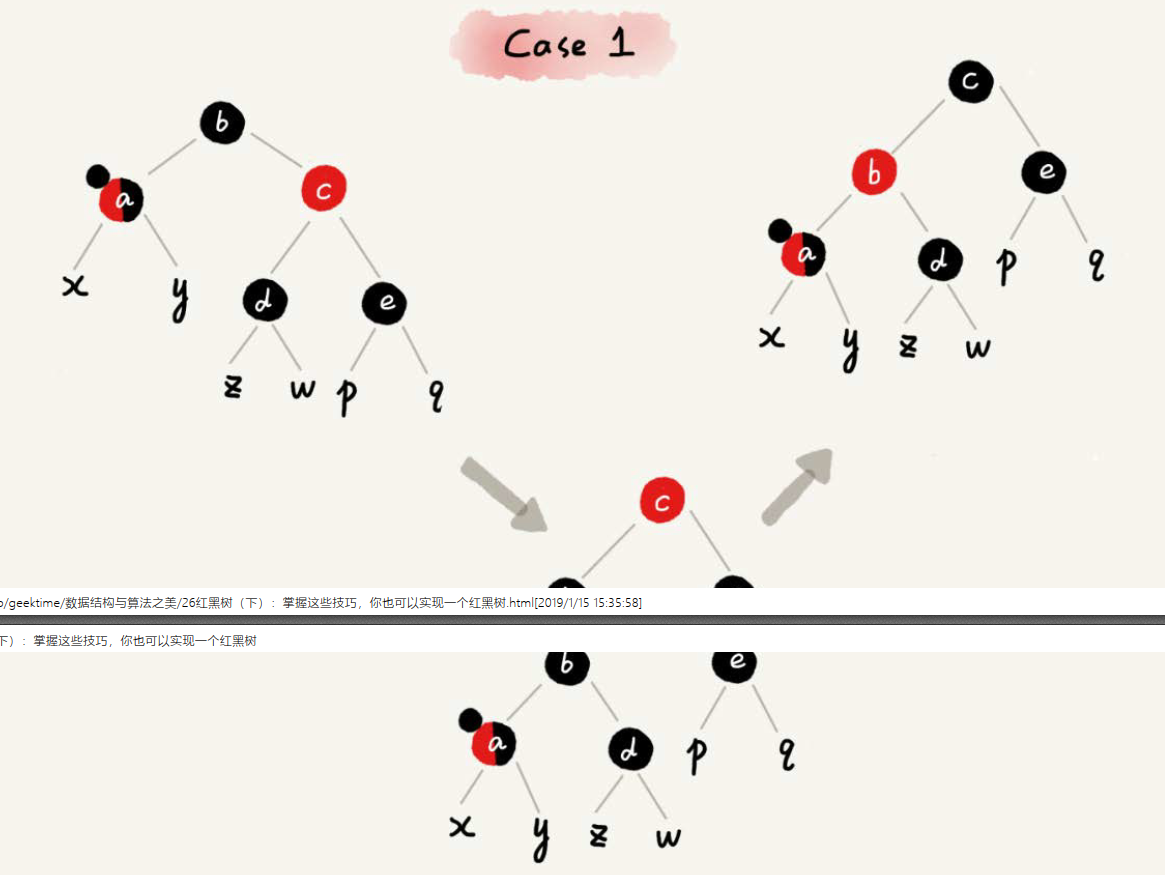 Case 1
b
c
a
c
b
e
d
e
a
d
p
q
x
y
z
w
p
q
x
y
z
w
c
o/geektime/数据结构与算法之美/26红黑树（下）：掌握这些技巧，你也可以实现一个红黑树.html[2019/1/15 15:35:58]
下）：掌握这些技巧，你也可以实现一个红黑树
b
e
a
d
p
q
x
y
z
w